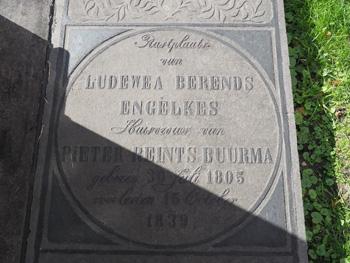 Rustplaats
van
LUDEWEA BERENDS
ENGELKES
Huisvrouw van
PIETER REINTS BUURMA
geboren 30 Juli 1805
overleden 15 October
1839